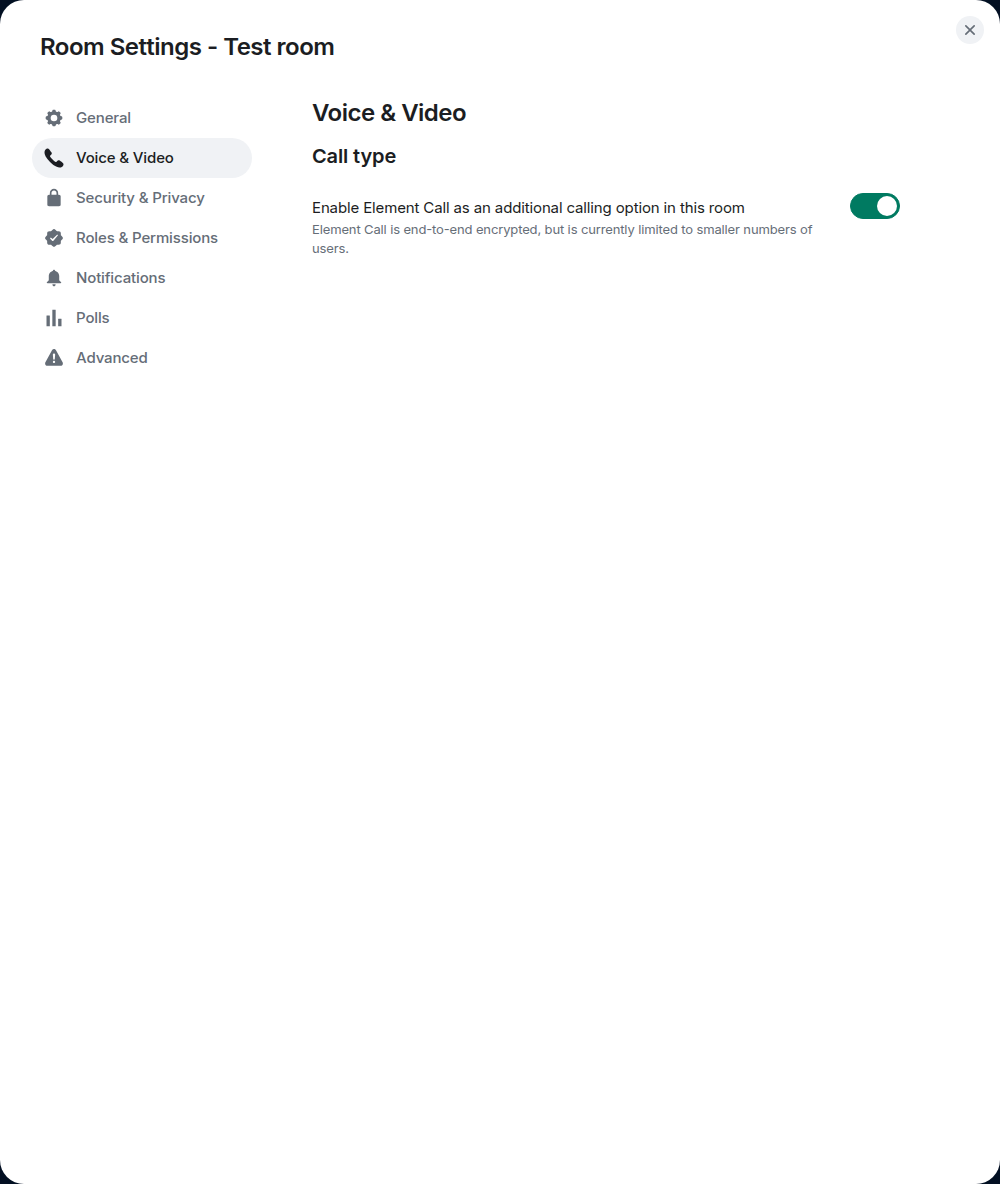 Room Settings - Test room
General
Voice & Video
Security & Privacy
Roles & Permissions
Notifications
Polls
Advanced
Voice & Video
Call type
Enable Element Call as an additional calling option in this room
Element Call is end-to-end encrypted, but is currently limited to smaller numbers of
users.